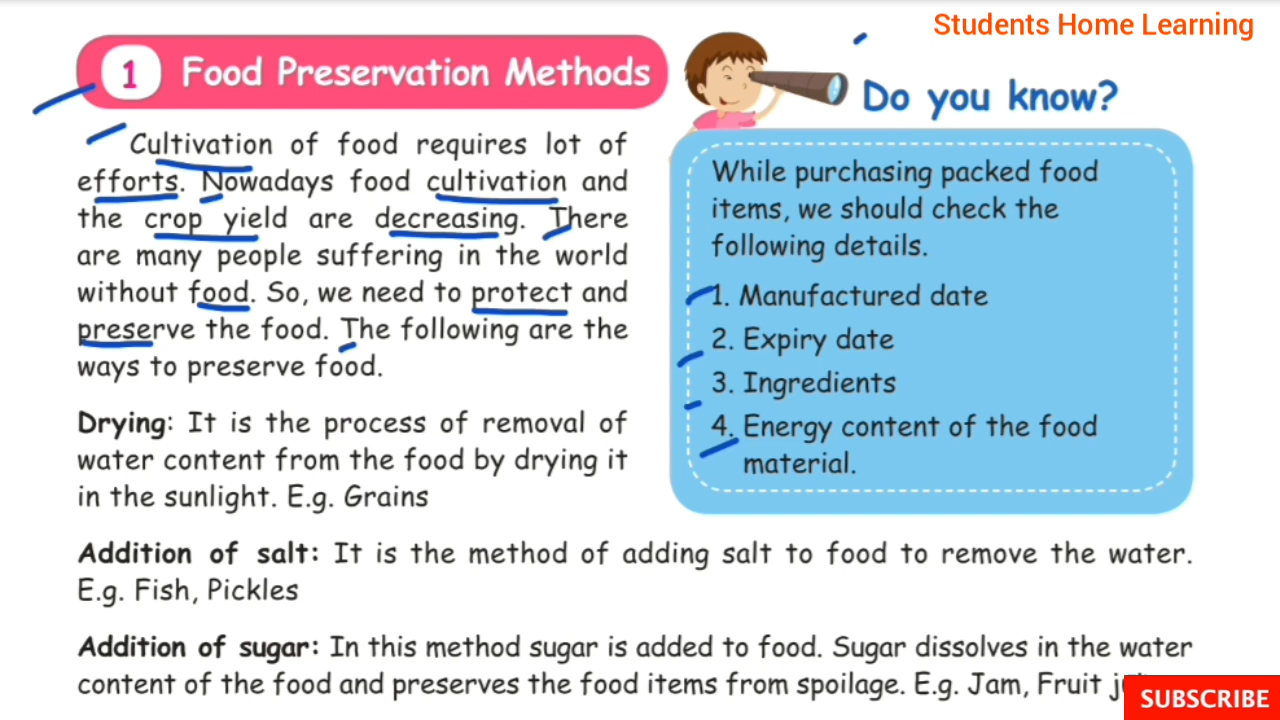 Students Home Learning
1 Food Preservation Methods
Cultivation of food requires lot of
efforts. Nowadays food cultivation and
the crop yield are decreasing. There
are many people suffering in the world
without food. So, we need to protect and
preserve the food. The following are the
ways to preserve food.
Do you know?
While purchasing packed food
items, we should check the
following details.
1. Manufactured date
2. Expiry date
3. Ingredients
4. Energy content of the food
material.
Drying: It is the process of removal of
water content from the food by drying it
in the sunlight. E.g. Grains
Addition of salt: It is the method of adding salt to food to remove the water.
E.g. Fish, Pickles
Addition of sugar: In this method sugar is added to food. Sugar dissolves in the water
content of the food and preserves the food items from spoilage. E.g. Jam, Fruit
SUBSCRIBE